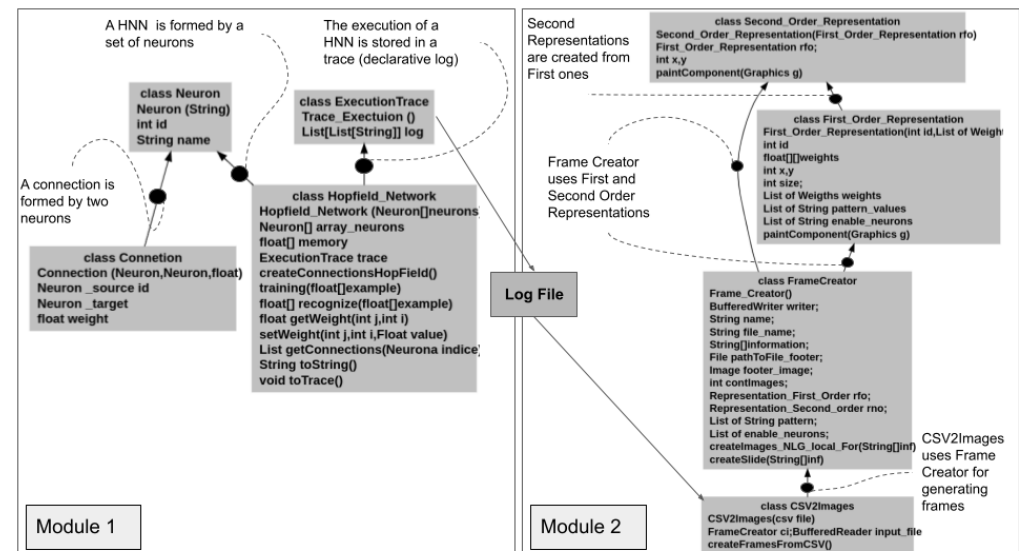 A HNN is formed by a
set of neurons
The execution of a
HNN is stored in a
trace (declarative log)
class Neuron
Neuron (String)
int id
String name
class ExecutionTrace
Trace_Exectuion ()
List[List[String]] log
A connection is
formed by two
neurons
class Connetion
Connection (Neuron,Neuron,float)
Neuron _source id
Neuron _target
float weight
class Hopfield_Network
Hopfield_Network (Neuron[]neurons
Neuron[] array_neurons
float[] memory
ExecutionTrace trace
createConnectionsHopField()
training(float[]example)
float[] recognize(float[]example)
float getWeight(int j,int i)
setWeight(int j,int i,Float value)
List getConnections(Neurona indice)
String toString()
void toTrace()
Module 1
Log File
Second
Representations
are created from
First ones
class Second_Order_Representation
Second_Order_Representation(First_Order_Representation rfo)
First_Order_Representation rfo;
int x,y
paintComponent(Graphics g)
class First_Order_Representation
First_Order_Representation(int id,List of Weigh
int id
float[][]weights
int x,y
int size;
List of Weigths weights
List of String pattern_values
List of String enable_neurons
paintComponent(Graphics g)
Frame Creator
uses First and
Second Order
Representations
class FrameCreator
Frame_Creator()
BufferedWriter writer;
String name;
String file_name;
String[]information;
File pathToFile_footer;
Image footer_image;
int contImages;
Representation_First_Order rfo;
Representation_Second_order rno;
List of String pattern;
List of enable_neurons;
createImages_NLG_local_For(String[]inf)
createSlide(String[]inf)
CSV2Images
uses Frame
Creator for
generating
frames
class CSV2Images
CSV2Images(csv file)
FrameCreator ci;BufferedReader input_file
createFramesFromCSV()
Module 2